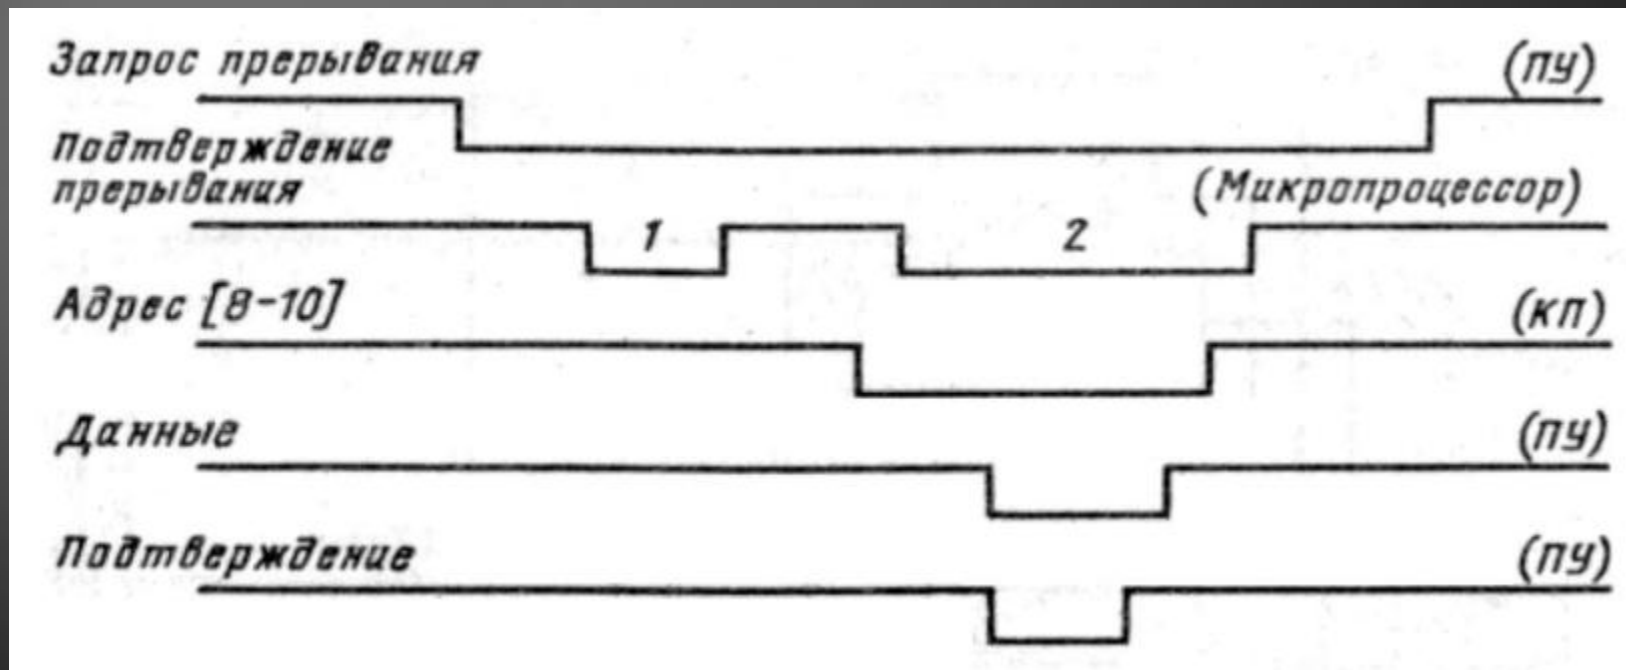 Запрос прерывания (ПУ)
Подтверждение
прерывания (Микропроцессор)
1 2
Адрес [8-10] (КП)
Данные (ПУ)
Подтверждение (ПУ)